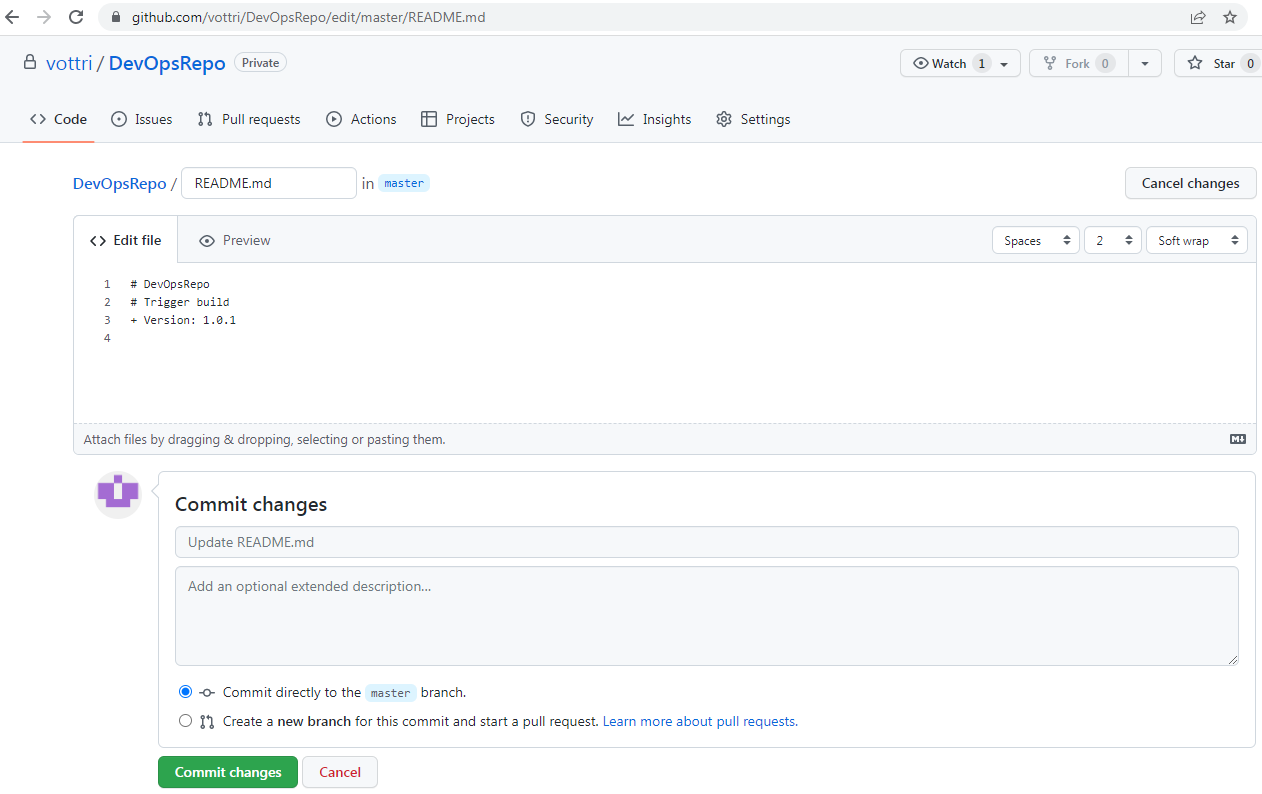 github.com/vottri/DevOpsRepo/edit/master/README.md
vottri / DevOpsRepo Private Watch 1 Fork 0 Star 0
Code Issues Pull requests Actions Projects Security Insights Settings
DevOpsRepo / README.md in master Cancel changes
Edit file Preview Spaces 2 Soft wrap
1 # DevOpsRepo
2 # Trigger build
3 + Version: 1.0.1
4
Attach files by dragging & dropping, selecting or pasting them.
Commit changes
Update README.md
Add an optional extended description...
Commit directly to the master branch.
Create a new branch for this commit and start a pull request. Learn more about pull requests.
Commit changes Cancel